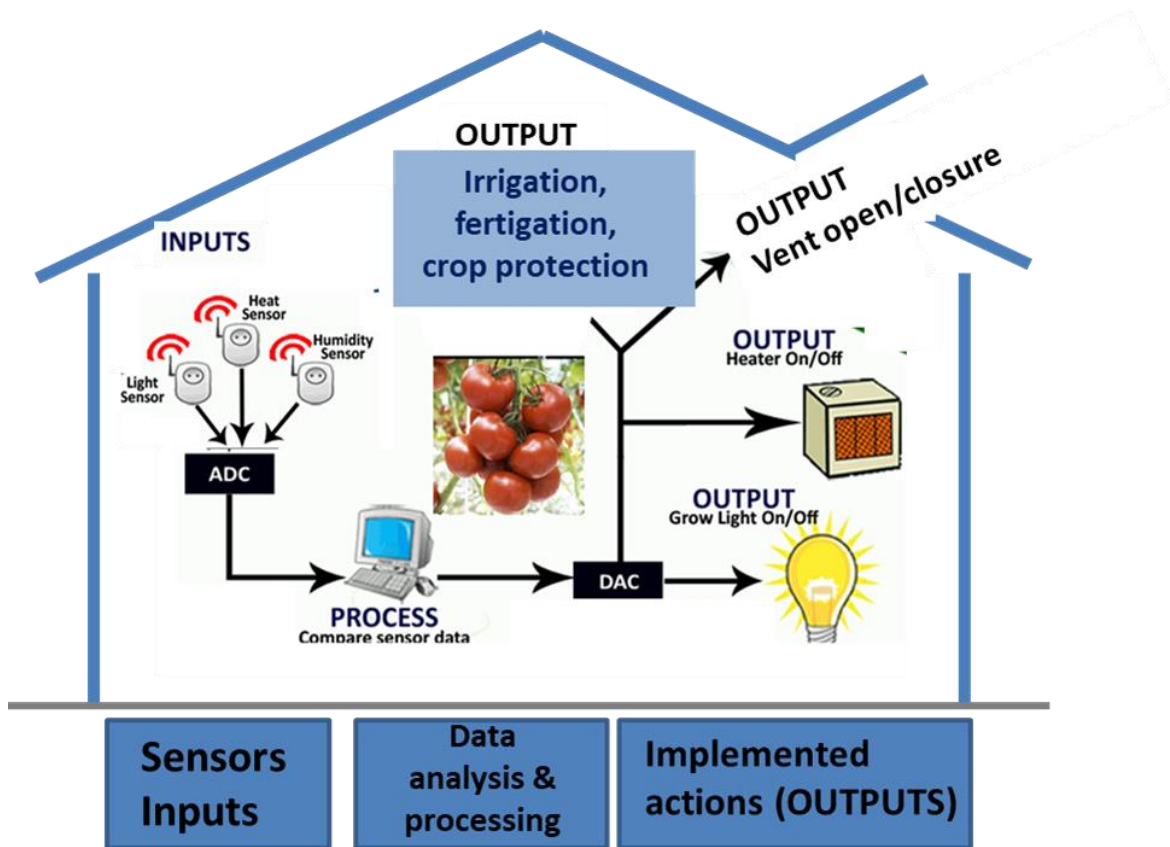 OUTPUT
Irrigation,
fertigation,
crop protection
OUTPUT
Vent open/closure
INPUTS
Heat
Sensor
Humidity
Sensor
Light
Sensor
ADC
OUTPUT
Heater On/Off
OUTPUT
Grow Light On/Off
PROCESS
Compare sensor data
DAC
Sensors
Inputs
Data
analysis &
processing
Implemented
actions (OUTPUTS)